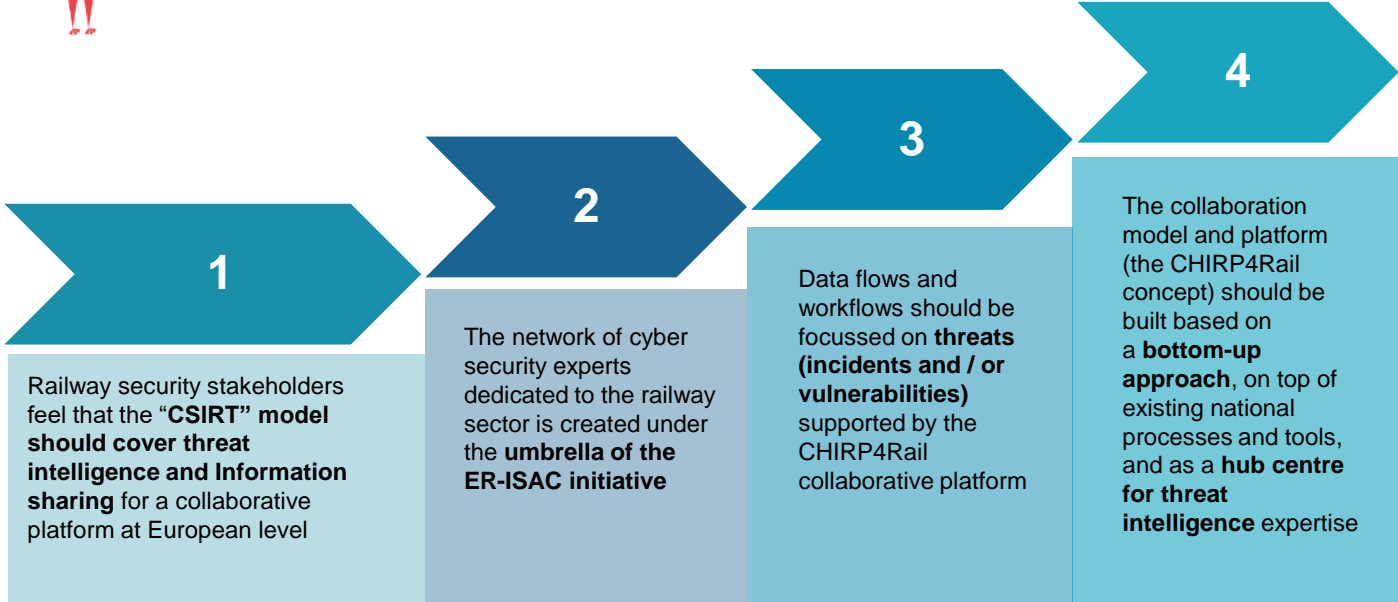 1
Railway security stakeholders
feel that the “CSIRT” model
should cover threat
intelligence and Information
sharing for a collaborative
platform at European level
2
The network of cyber
security experts
dedicated to the railway
sector is created under
the umbrella of the
ER-ISAC initiative
3
Data flows and
workflows should be
focussed on threats
(incidents and / or
vulnerabilities)
supported by the
CHIRP4Rail
collaborative platform
4
The collaboration
model and platform
(the CHIRP4Rail
concept) should be
built based on
a bottom-up
approach, on top of
existing national
processes and tools,
and as a hub centre
for threat
intelligence expertise